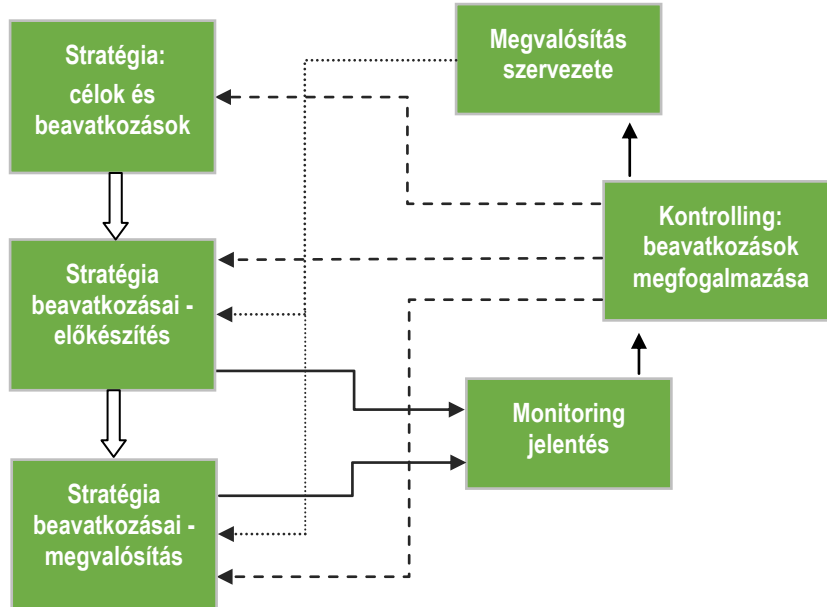 Stratégia:
célok és
beavatkozások
Megvalósítás
szervezete
Kontrolling:
beavatkozások
megfogalmazása
Stratégia
beavatkozásai -
előkészítés
Monitoring
jelentés
Stratégia
beavatkozásai -
megvalósítás